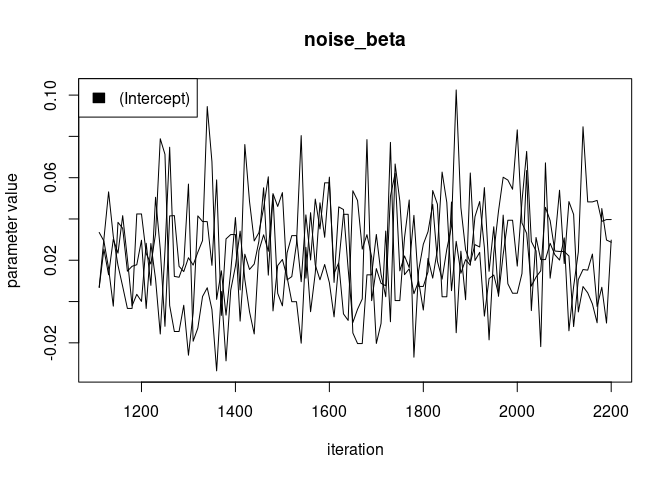 noise_beta
(Intercept)
parameter value
0.10
0.06
0.02
-0.02
1200 1400 1600 1800 2000 2200
iteration